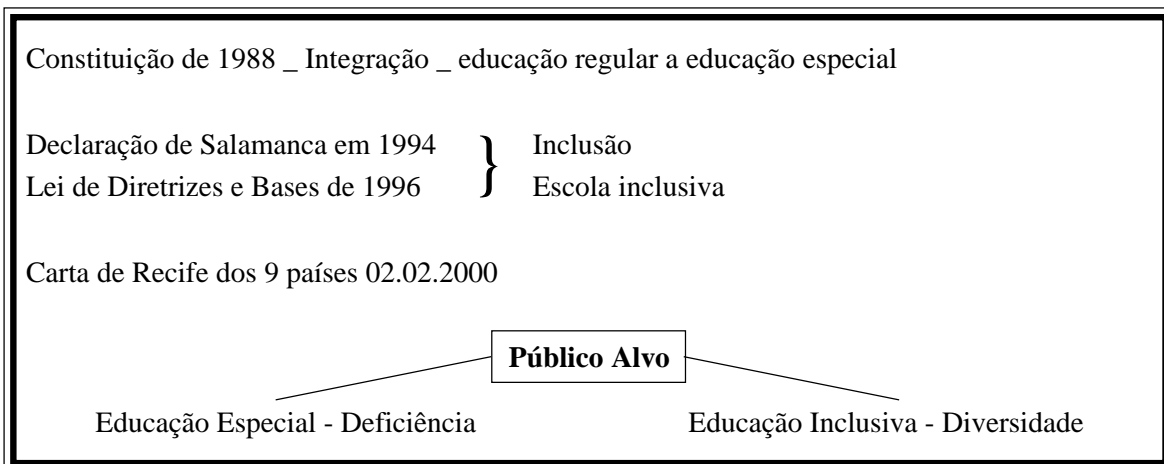 Constituição de 1988 _ Integração _ educação regular a educação especial
Declaração de Salamanca em 1994 } Inclusão
Lei de Diretrizes e Bases de 1996 Escola inclusiva
Carta de Recife dos 9 países 02.02.2000
Público Alvo
Educação Especial - Deficiência Educação Inclusiva - Diversidade